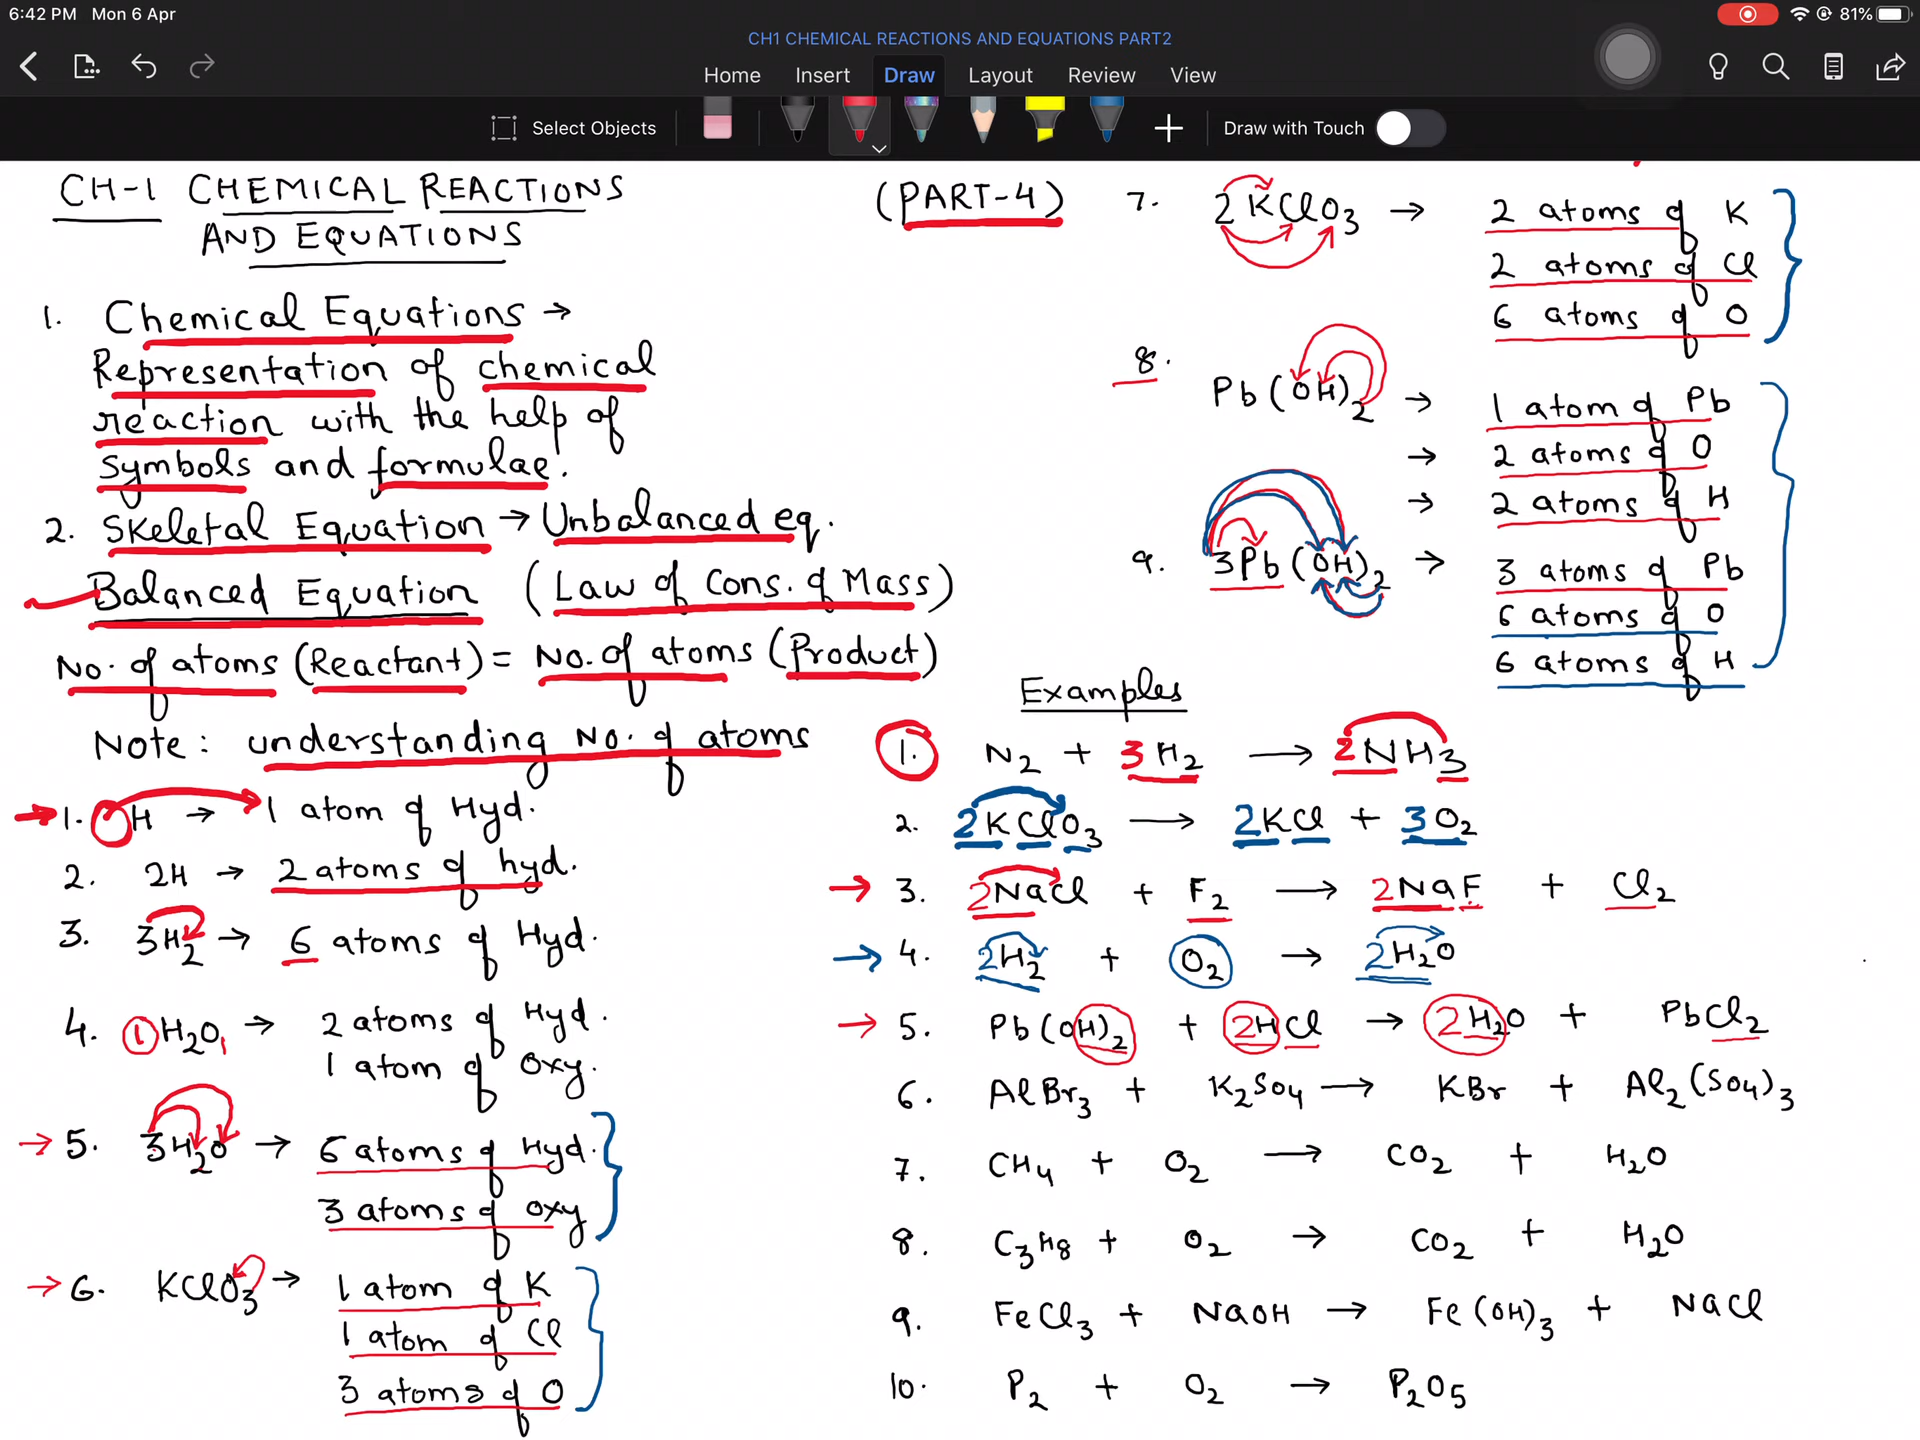 6:42 PM Mon 6 Apr
81%
CH1 CHEMICAL REACTIONS AND EQUATIONS PART2
Home Insert Draw Layout Review View
Select Objects
Draw with Touch
CH-1 CHEMICAL REACTIONS
AND EQUATIONS
(PART-4)
1. Chemical Equations →
Representation of chemical
reaction with the help of
symbols and formulae.
2. Skeletal Equation → Unbalanced eq.
Balanced Equation (Law of Cons. of Mass)
No. of atoms (Reactant) = No. of atoms (Product)
Note: understanding No. of atoms
1. H → 1 atom of Hyd.
2. 2H → 2 atoms of hyd.
3. 3H₂ → 6 atoms of Hyd.
4. 1 H₂O₁ → 2 atoms of Hyd.
1 atom of Oxy.
→ 5. 3H₂O → 6 atoms of Hyd.
3 atoms of oxy
→ 6. KClO₃ → 1 atom of K
1 atom of Cl
3 atoms of O
7. 2KClO₃ → 2 atoms of K
2 atoms of Cl
6 atoms of O
8. Pb(OH)₂ → 1 atom of Pb
→ 2 atoms of O
→ 2 atoms of H
9. 3Pb(OH)₂ → 3 atoms of Pb
6 atoms of O
6 atoms of H
Examples
1. N₂ + 3H₂ → 2NH₃
2. 2KClO₃ → 2KCl + 3O₂
→ 3. 2NaCl + F₂ → 2NaF + Cl₂
→ 4. 2H₂ + O₂ → 2H₂O
→ 5. Pb(OH)₂ + 2HCl → 2H₂O + PbCl₂
6. AlBr₃ + K₂SO₄ → KBr + Al₂(SO₄)₃
7. CH₄ + O₂ → CO₂ + H₂O
8. C₃H₈ + O₂ → CO₂ + H₂O
9. FeCl₃ + NaOH → Fe(OH)₃ + NaCl
10. P₂ + O₂ → P₂O₅